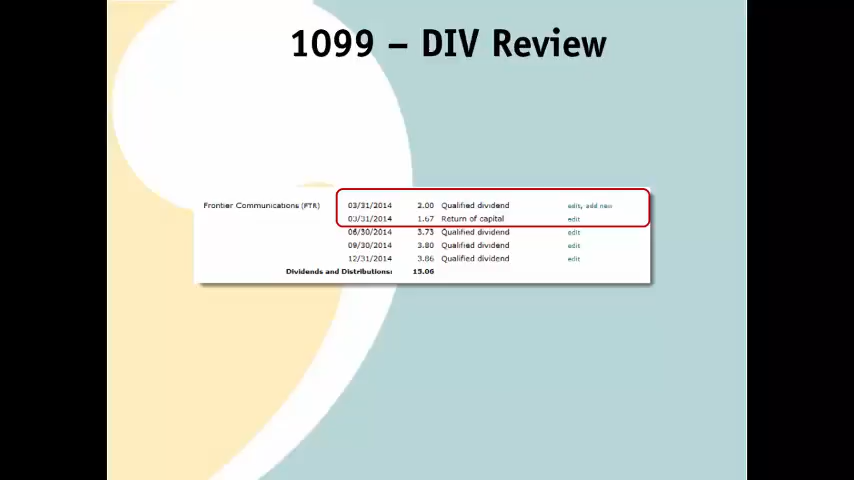 1099 – DIV Review
Frontier Communications (FTR) 03/31/2014 2.00 Qualified dividend edit, add new
03/31/2014 1.67 Return of capital edit
06/30/2014 3.73 Qualified dividend edit
09/30/2014 3.80 Qualified dividend edit
12/31/2014 3.86 Qualified dividend edit
Dividends and Distributions: 15.06